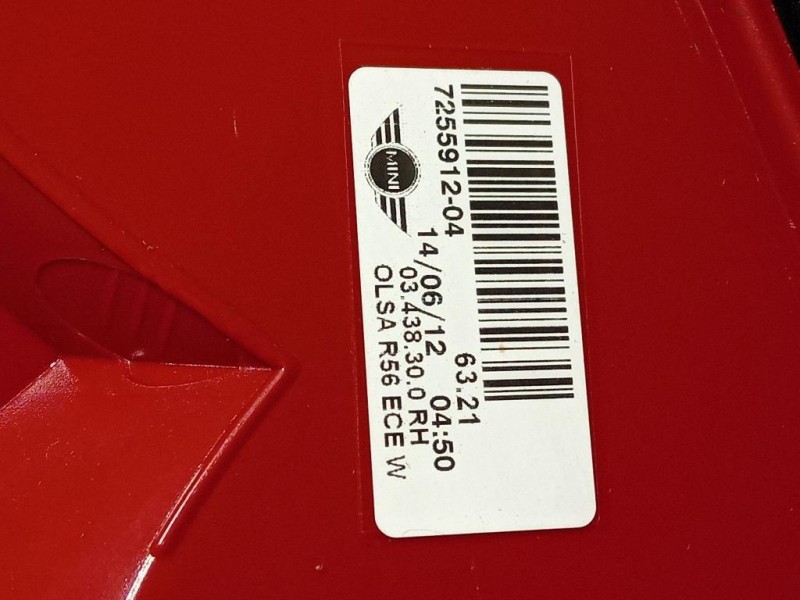 7255912-04
63.21
MINI
14/06/12 04:50
03.438.30.0 RH
OLSA R56 ECE W